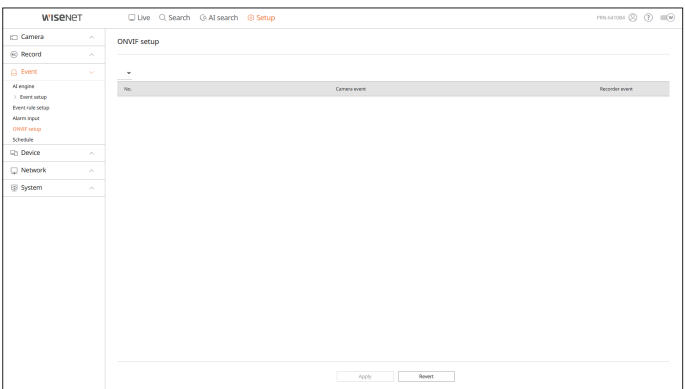 WISENET
Live Search AI search Setup
PRN-6410B4
Camera
ONVIF setup
Record
Event
AI engine
Event setup
Event rule setup
Alarm input
ONVIF setup
Schedule
Device
Network
System
No. Camera event Recorder event
Apply Revert